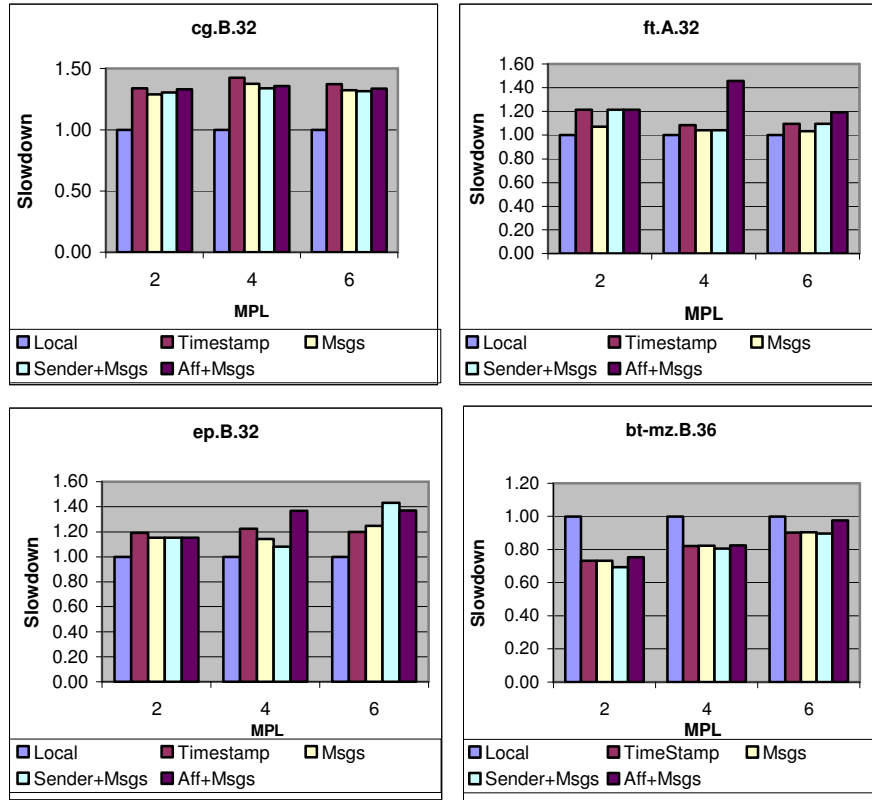 cg.B.32
Slowdown
1.50
1.00
0.50
0.00
2 4 6
MPL
Local Timestamp Msgs
Sender+Msgs Aff+Msgs
ft.A.32
Slowdown
1.60
1.40
1.20
1.00
0.80
0.60
0.40
0.20
0.00
2 4 6
MPL
Local Timestamp Msgs
Sender+Msgs Aff+Msgs
ep.B.32
Slowdown
1.60
1.40
1.20
1.00
0.80
0.60
0.40
0.20
0.00
2 4 6
MPL
Local Timestamp Msgs
Sender+Msgs Aff+Msgs
bt-mz.B.36
Slowdown
1.20
1.00
0.80
0.60
0.40
0.20
0.00
2 4 6
MPL
Local TimeStamp Msgs
Sender+Msgs Aff+Msgs